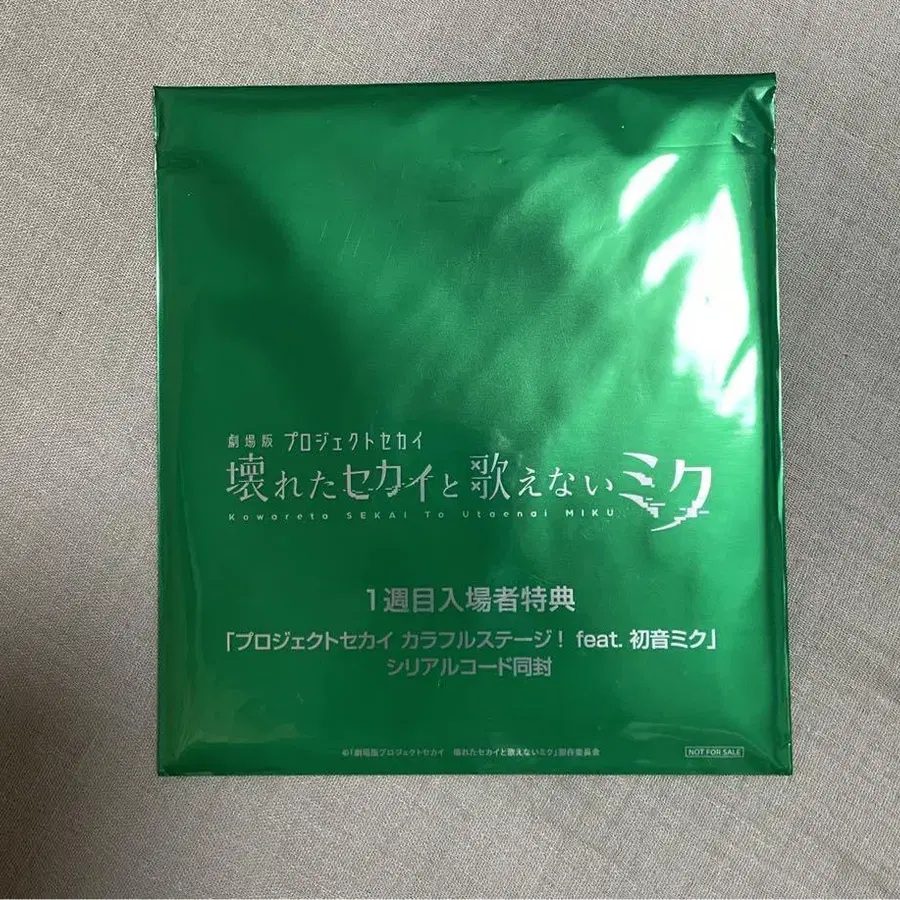 劇場版 プロジェクトセカイ
壊れたセカイと歌えないミク
Kowareta SEKAI To Utaenai MIKU
1週目入場者特典
「プロジェクトセカイ カラフルステージ! feat. 初音ミク」
シリアルコード同封
©「劇場版プロジェクトセカイ 壊れたセカイと歌えないミク」製作委員会
NOT FOR SALE